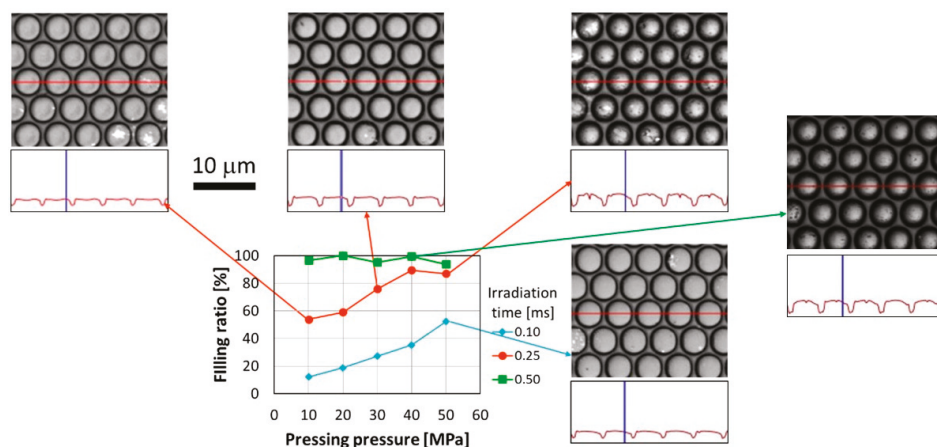 10 μm
FIlling ratio [%]
100
80
60
40
20
0
0 10 20 30 40 50 60
Pressing pressure [MPa]
Irradiation
time [ms]
0.10
0.25
0.50